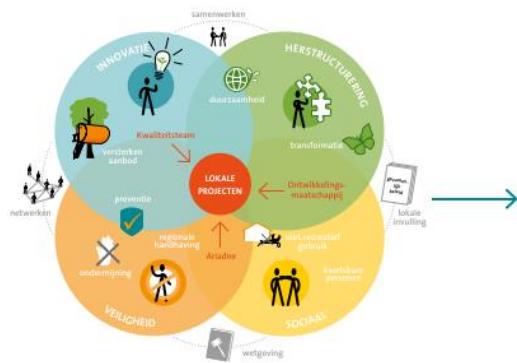 samenwerken
INNOVATIE
HERSTRUCTURERING
duurzaamheid
Kwaliteitsteam
transformatie
versterken
aanbod
LOKALE
PROJECTEN
Ontwikkelings-
maatschappij
netwerken
preventie
lokale
invulling
regionale
handhaving
Ariadne
niet-recreatief
gebruik
ondermijning
kwetsbare
personen
VEILIGHEID
SOCIAAL
wetgeving